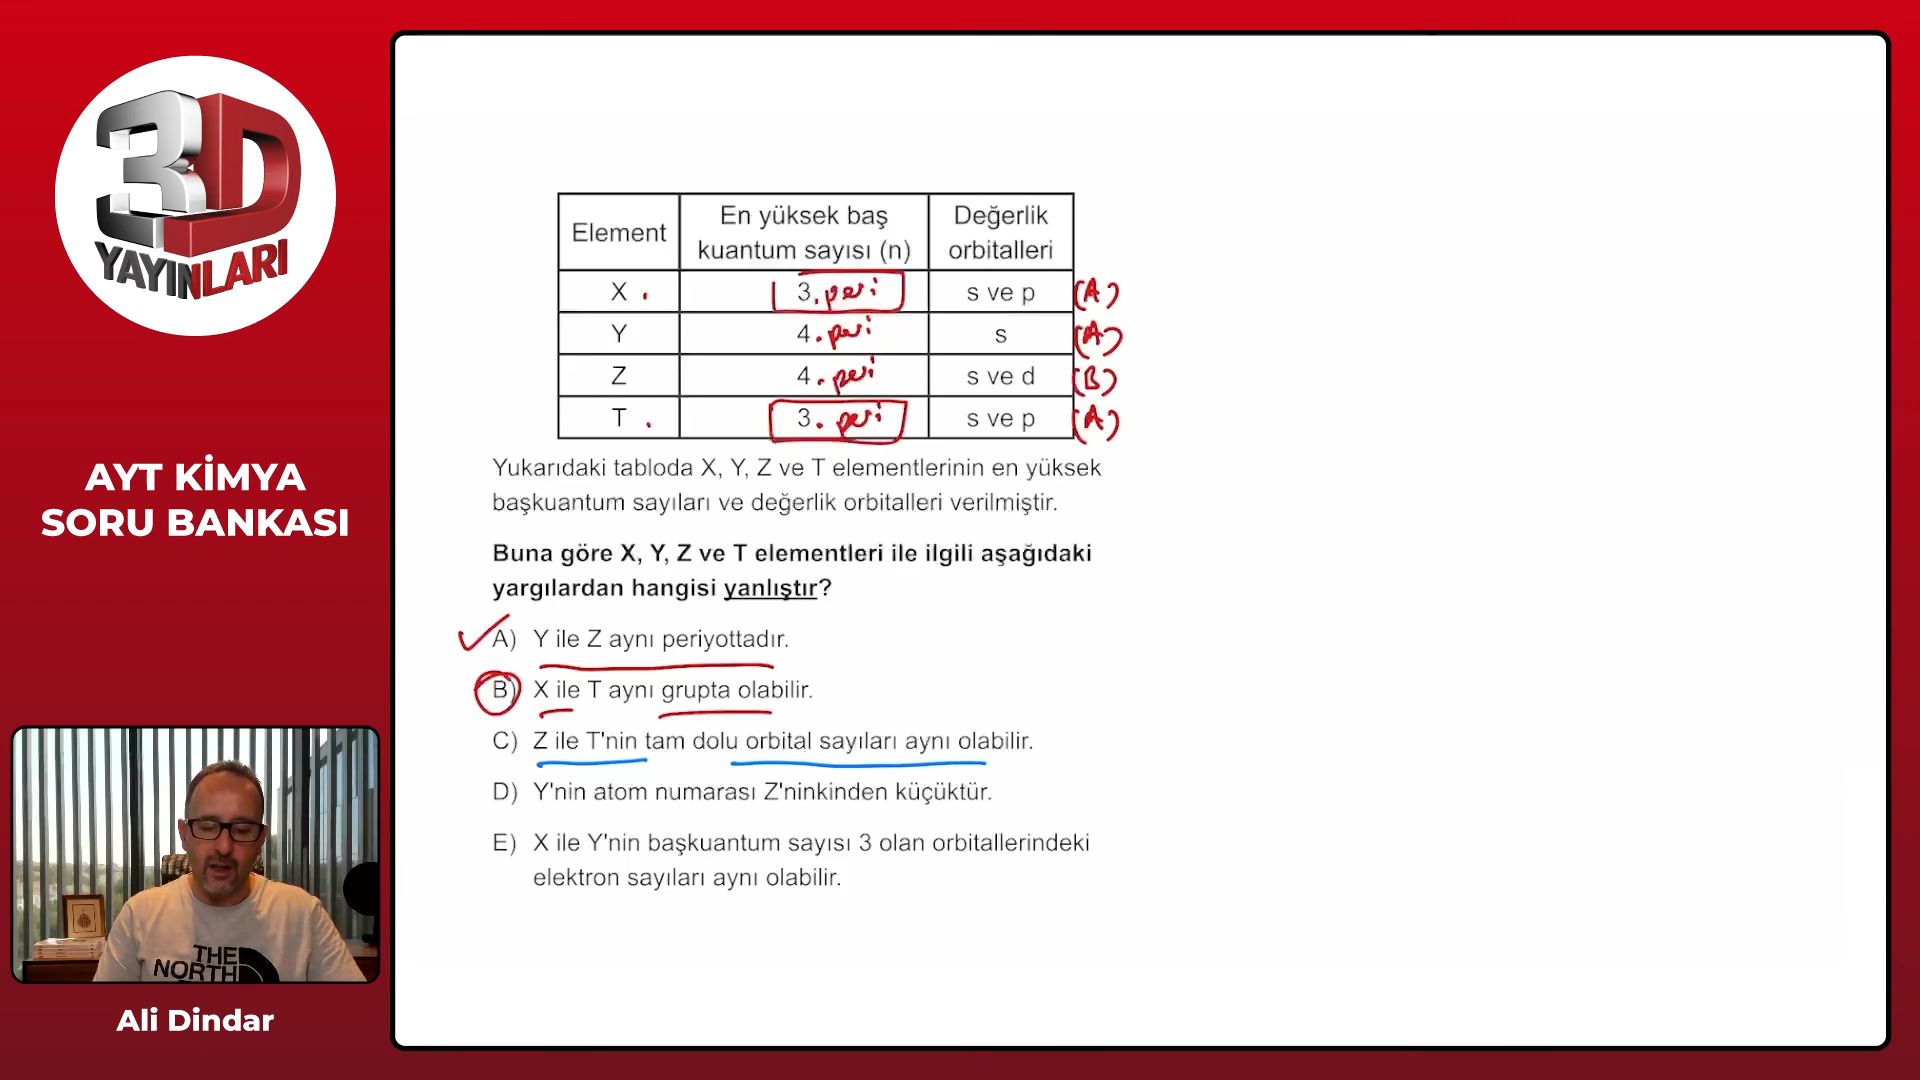 3D
YAYINLARI
AYT KİMYA
SORU BANKASI
THE
NORTH
Ali Dindar
Element | En yüksek baş kuantum sayısı (n) | Değerlik orbitalleri
X . | 3. peri | s ve p (A)
Y | 4. peri | s (A)
Z | 4. peri | s ve d (B)
T . | 3. peri | s ve p (A)
Yukarıdaki tabloda X, Y, Z ve T elementlerinin en yüksek
başkuantum sayıları ve değerlik orbitalleri verilmiştir.
Buna göre X, Y, Z ve T elementleri ile ilgili aşağıdaki
yargılardan hangisi yanlıştır?
A) Y ile Z aynı periyottadır.
B) X ile T aynı grupta olabilir.
C) Z ile T'nin tam dolu orbital sayıları aynı olabilir.
D) Y'nin atom numarası Z'ninkinden küçüktür.
E) X ile Y'nin başkuantum sayısı 3 olan orbitallerindeki
elektron sayıları aynı olabilir.